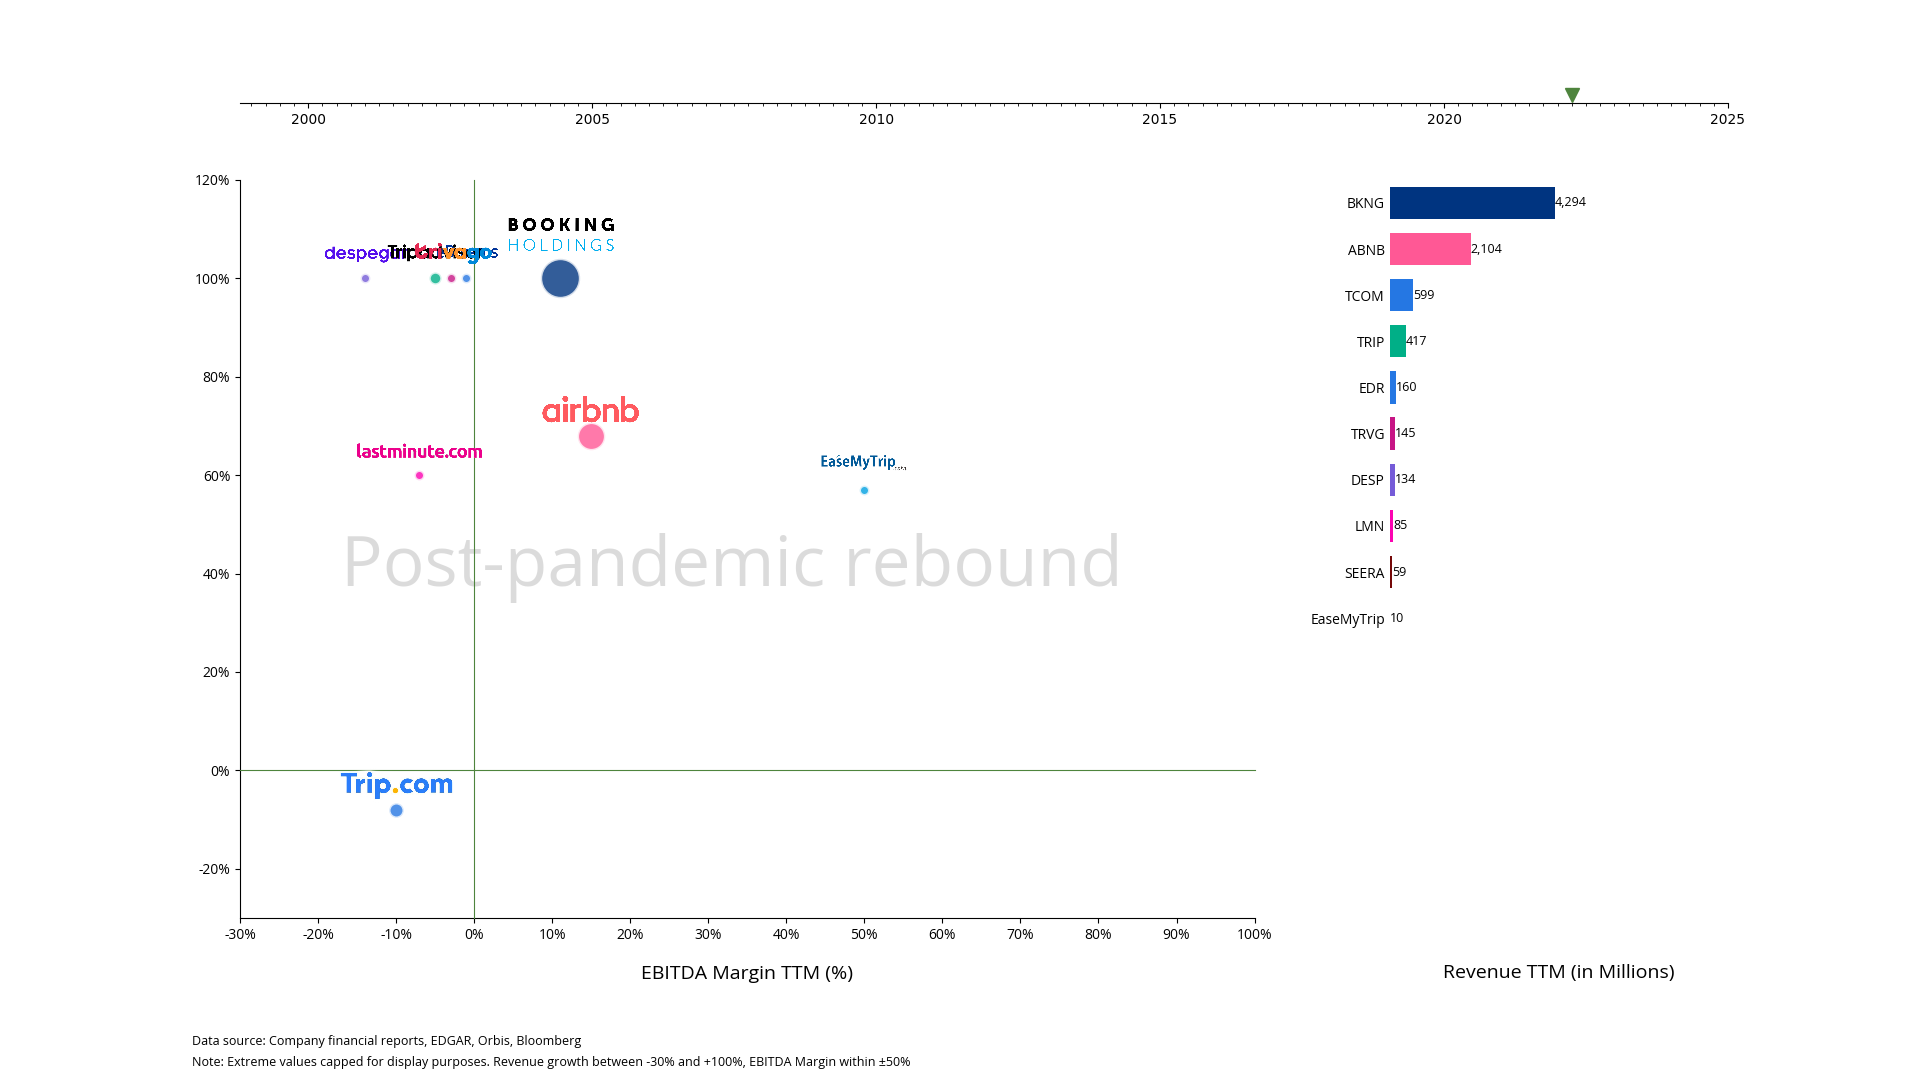 2000 2005 2010 2015 2020 2025
120%
100%
80%
60%
40%
20%
0%
-20%
BOOKING
HOLDINGS
despeg
trivago
airbnb
lastminute.com
EaseMyTrip
Post-pandemic rebound
Trip.com
-30% -20% -10% 0% 10% 20% 30% 40% 50% 60% 70% 80% 90% 100%
EBITDA Margin TTM (%)
BKNG 4,294
ABNB 2,104
TCOM 599
TRIP 417
EDR 160
TRVG 145
DESP 134
LMN 85
SEERA 59
EaseMyTrip 10
Revenue TTM (in Millions)
Data source: Company financial reports, EDGAR, Orbis, Bloomberg
Note: Extreme values capped for display purposes. Revenue growth between -30% and +100%, EBITDA Margin within ±50%